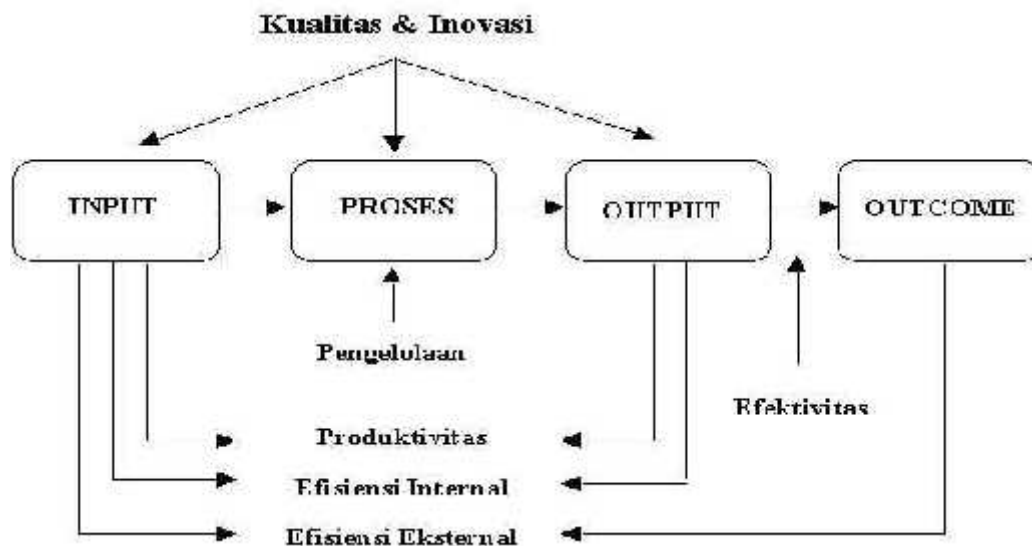 Kualitas & Inovasi
INPUT
PROSES
OUTPUT
OUTCOME
Pengelolaan
Efektivitas
Produktivitas
Efisiensi Internal
Efisiensi Eksternal